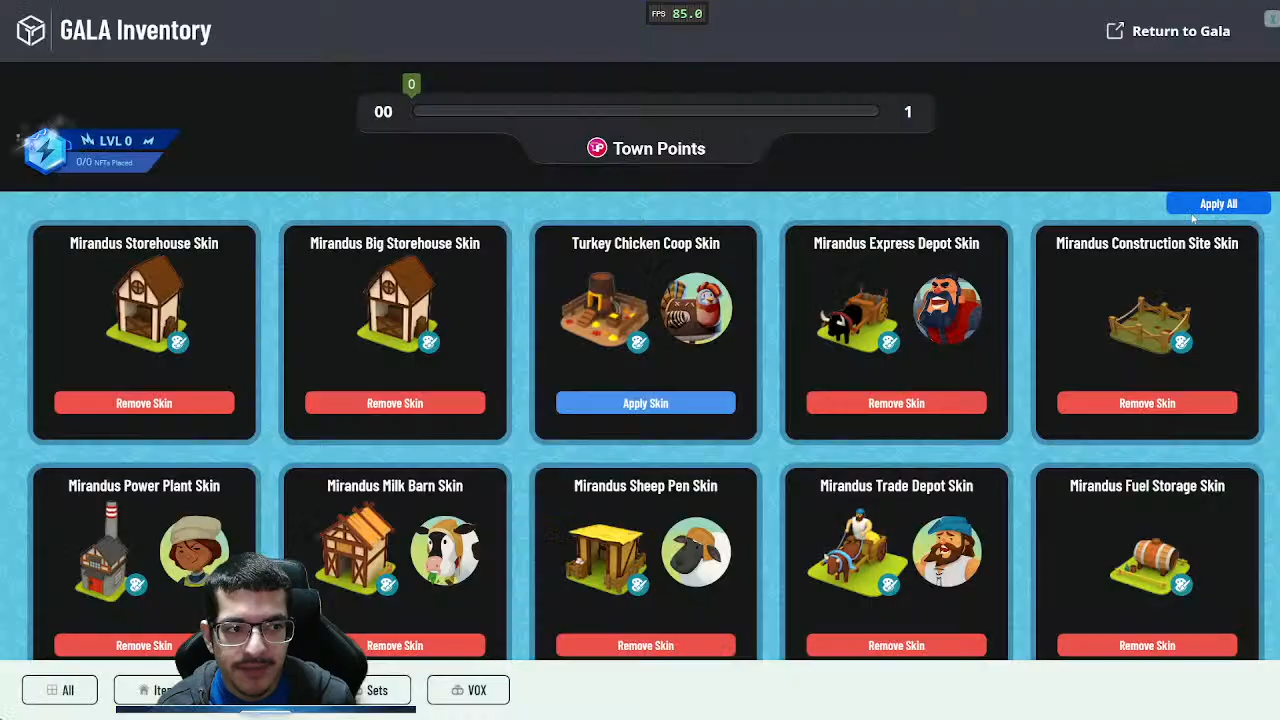 FPS 85.0
X
GALA Inventory
Return to Gala
0
00
1
LVL 0
0/0 NFTs Placed
TP Town Points
Apply All
Mirandus Storehouse Skin
Mirandus Big Storehouse Skin
Turkey Chicken Coop Skin
Mirandus Express Depot Skin
Mirandus Construction Site Skin
Remove Skin
Remove Skin
Apply Skin
Remove Skin
Remove Skin
Mirandus Power Plant Skin
Mirandus Milk Barn Skin
Mirandus Sheep Pen Skin
Mirandus Trade Depot Skin
Mirandus Fuel Storage Skin
Remove Skin
Remove Skin
Remove Skin
Remove Skin
Remove Skin
All
Sets
VOX